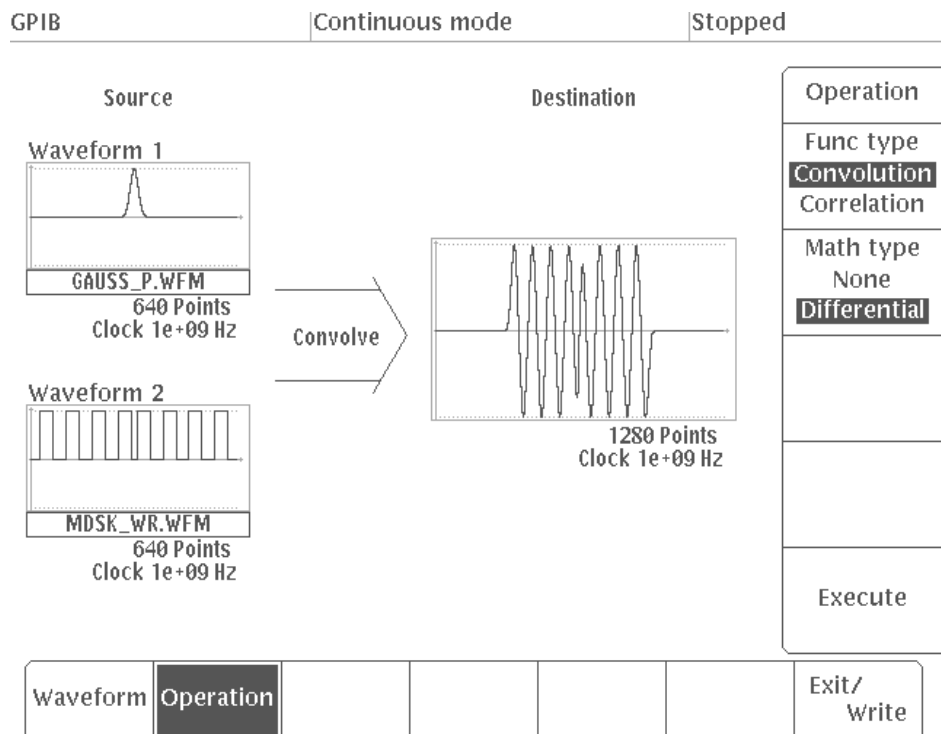 GPIB
Continuous mode
Stopped
Source
Destination
Waveform 1
GAUSS_P.WFM
640 Points
Clock 1e+09 Hz
Convolve
Waveform 2
MDSK_WR.WFM
640 Points
Clock 1e+09 Hz
1280 Points
Clock 1e+09 Hz
Operation
Func type
Convolution
Correlation
Math type
None
Differential
Execute
Waveform
Operation
Exit/
Write